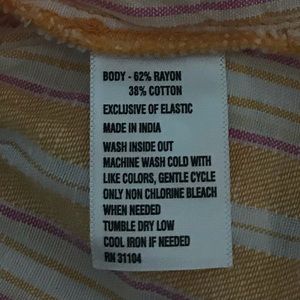 BODY - 62% RAYON
38% COTTON
EXCLUSIVE OF ELASTIC
MADE IN INDIA
WASH INSIDE OUT
MACHINE WASH COLD WITH
LIKE COLORS, GENTLE CYCLE
ONLY NON CHLORINE BLEACH
WHEN NEEDED
TUMBLE DRY LOW
COOL IRON IF NEEDED
RN 31104